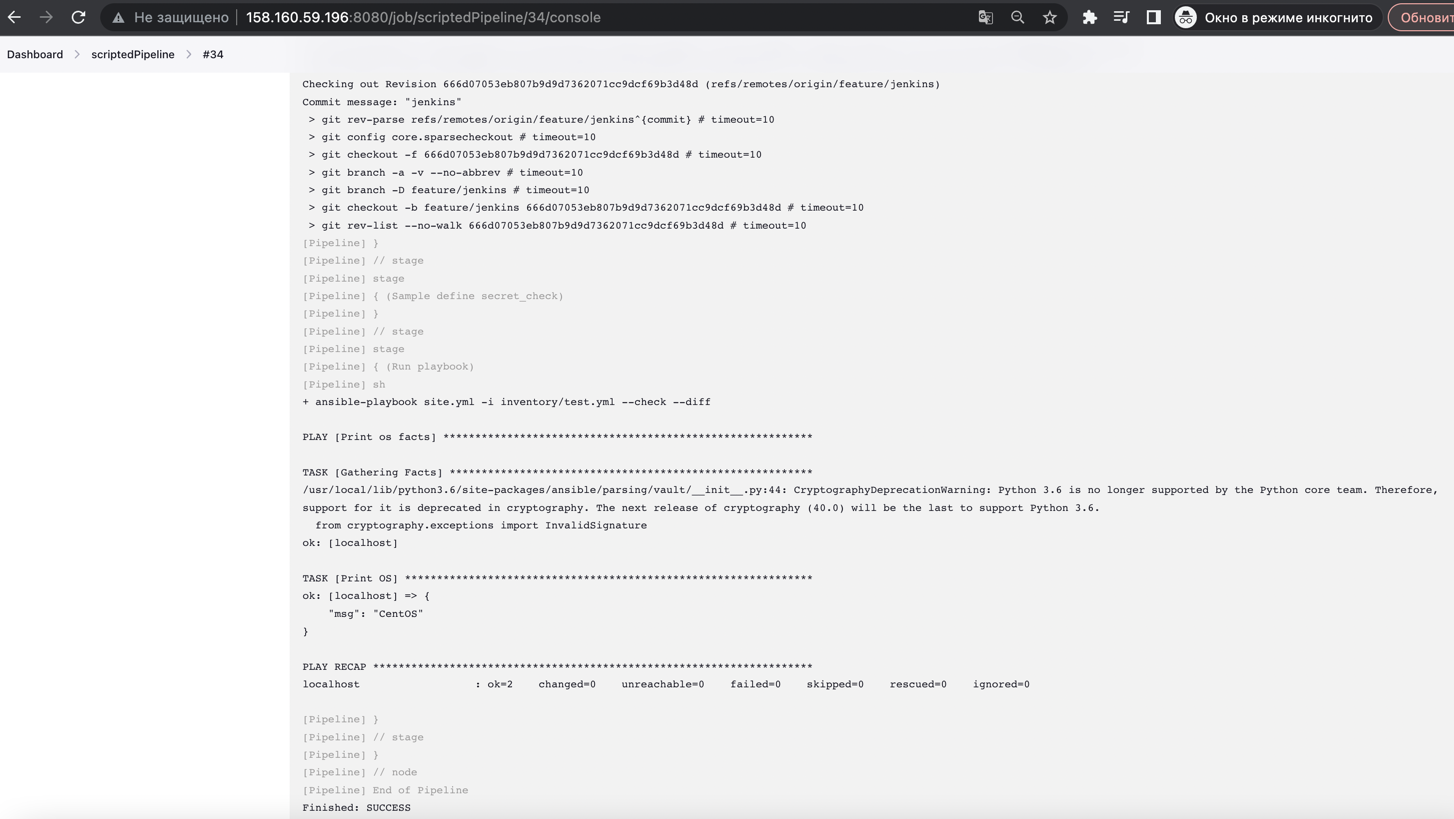 Не защищено 158.160.59.196:8080/job/scriptedPipeline/34/console Окно в режиме инкогнито Обновит
Dashboard > scriptedPipeline > #34
Checking out Revision 666d07053eb807b9d9d7362071cc9dcf69b3d48d (refs/remotes/origin/feature/jenkins)
Commit message: "jenkins"
 > git rev-parse refs/remotes/origin/feature/jenkins^{commit} # timeout=10
 > git config core.sparsecheckout # timeout=10
 > git checkout -f 666d07053eb807b9d9d7362071cc9dcf69b3d48d # timeout=10
 > git branch -a -v --no-abbrev # timeout=10
 > git branch -D feature/jenkins # timeout=10
 > git checkout -b feature/jenkins 666d07053eb807b9d9d7362071cc9dcf69b3d48d # timeout=10
 > git rev-list --no-walk 666d07053eb807b9d9d7362071cc9dcf69b3d48d # timeout=10
[Pipeline] }
[Pipeline] // stage
[Pipeline] stage
[Pipeline] { (Sample define secret_check)
[Pipeline] }
[Pipeline] // stage
[Pipeline] stage
[Pipeline] { (Run playbook)
[Pipeline] sh
+ ansible-playbook site.yml -i inventory/test.yml --check --diff
PLAY [Print os facts] **********************************************************
TASK [Gathering Facts] *********************************************************
/usr/local/lib/python3.6/site-packages/ansible/parsing/vault/__init__.py:44: CryptographyDeprecationWarning: Python 3.6 is no longer supported by the Python core team. Therefore,
support for it is deprecated in cryptography. The next release of cryptography (40.0) will be the last to support Python 3.6.
  from cryptography.exceptions import InvalidSignature
ok: [localhost]
TASK [Print OS] ****************************************************************
ok: [localhost] => {
    "msg": "CentOS"
}
PLAY RECAP *********************************************************************
localhost                  : ok=2    changed=0    unreachable=0    failed=0    skipped=0    rescued=0    ignored=0
[Pipeline] }
[Pipeline] // stage
[Pipeline] }
[Pipeline] // node
[Pipeline] End of Pipeline
Finished: SUCCESS